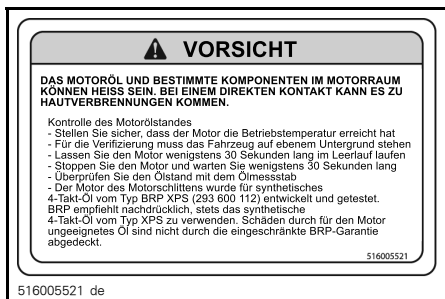 VORSICHT
DAS MOTORÖL UND BESTIMMTE KOMPONENTEN IM MOTORRAUM
KÖNNEN HEISS SEIN. BEI EINEM DIREKTEN KONTAKT KANN ES ZU
HAUTVERBRENNUNGEN KOMMEN.
Kontrolle des Motorölstandes
- Stellen Sie sicher, dass der Motor die Betriebstemperatur erreicht hat
- Für die Verifizierung muss das Fahrzeug auf ebenem Untergrund stehen
- Lassen Sie den Motor wenigstens 30 Sekunden lang im Leerlauf laufen
- Stoppen Sie den Motor und warten Sie wenigstens 30 Sekunden lang
- Überprüfen Sie den Ölstand mit dem Ölmessstab
- Der Motor des Motorschlittens wurde für synthetisches
4-Takt-Öl vom Typ BRP XPS (293 600 112) entwickelt und getestet.
BRP empfiehlt nachdrücklich, stets das synthetische
4-Takt-Öl vom Typ XPS zu verwenden. Schäden durch für den Motor
ungeeignetes Öl sind nicht durch die eingeschränkte BRP-Garantie
abgedeckt.
516005521
516005521 de